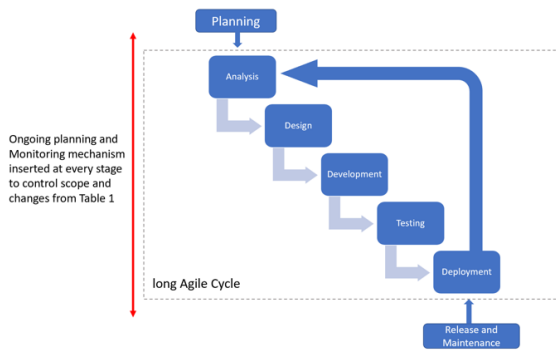 Planning
Analysis
Design
Ongoing planning and
Monitoring mechanism
inserted at every stage
to control scope and
changes from Table 1
Development
Testing
Deployment
long Agile Cycle
Release and
Maintenance